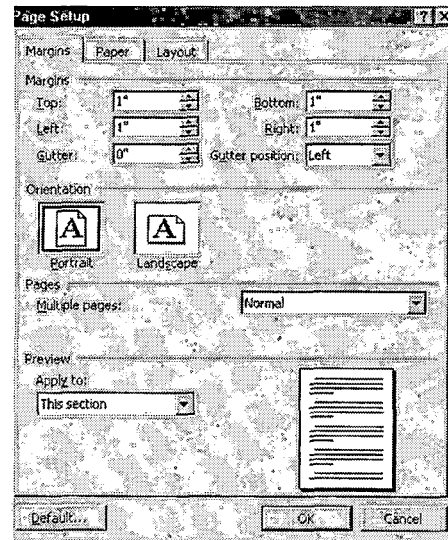 Page Setup
Margins Paper Layout
Margins
Top: 1" Bottom: 1"
Left: 1" Right: 1"
Gutter: 0" Gutter position: Left
Orientation
A A
Portrait Landscape
Pages
Multiple pages: Normal
Preview
Apply to:
This section
Default... OK Cancel